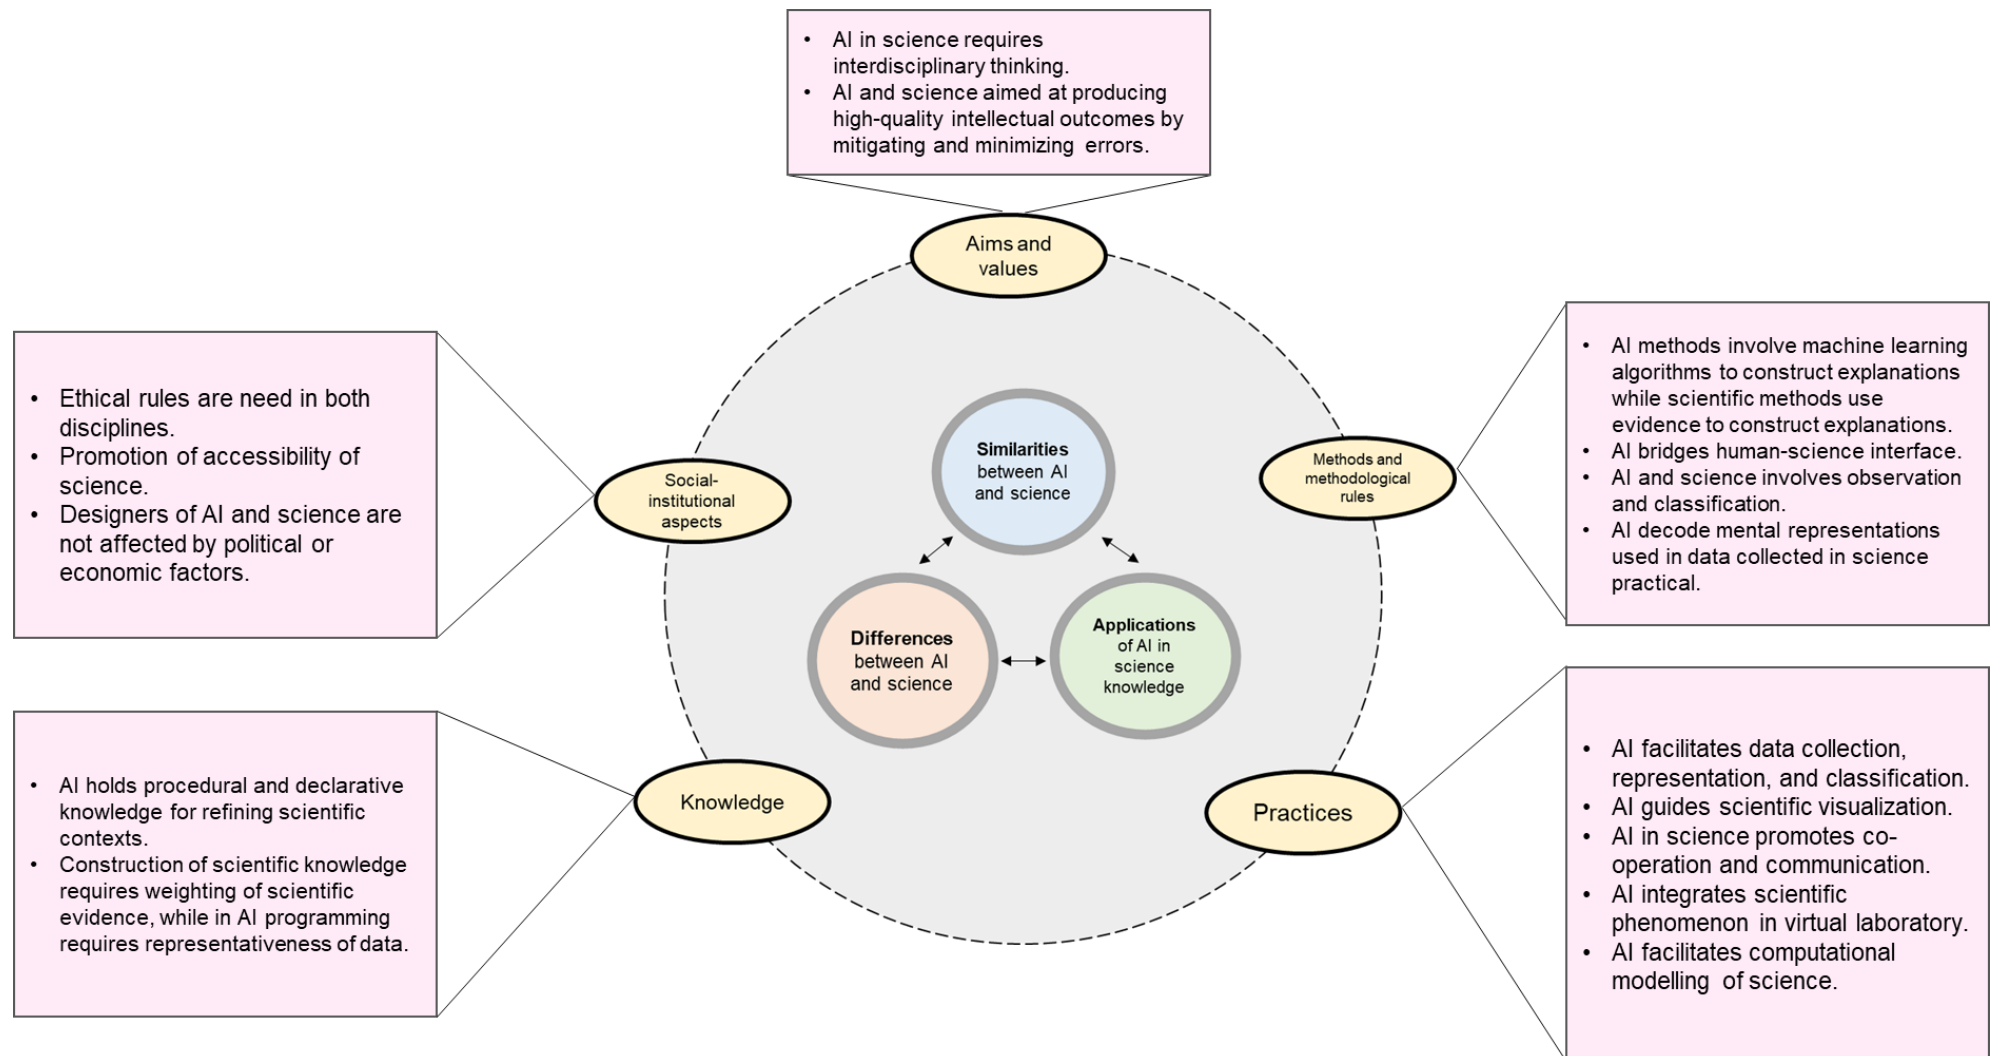 • AI in science requires
interdisciplinary thinking.
• AI and science aimed at producing
high-quality intellectual outcomes by
mitigating and minimizing errors.
Aims and
values
• Ethical rules are need in both
disciplines.
• Promotion of accessibility of
science.
• Designers of AI and science are
not affected by political or
economic factors.
Social-
institutional
aspects
Similarities
between AI
and science
Methods and
methodological
rules
• AI methods involve machine learning
algorithms to construct explanations
while scientific methods use
evidence to construct explanations.
• AI bridges human-science interface.
• AI and science involves observation
and classification.
• AI decode mental representations
used in data collected in science
practical.
Differences
between AI
and science
Applications
of AI in
science
knowledge
• AI holds procedural and declarative
knowledge for refining scientific
contexts.
• Construction of scientific knowledge
requires weighting of scientific
evidence, while in AI programming
requires representativeness of data.
Knowledge
Practices
• AI facilitates data collection,
representation, and classification.
• AI guides scientific visualization.
• AI in science promotes co-
operation and communication.
• AI integrates scientific
phenomenon in virtual laboratory.
• AI facilitates computational
modelling of science.